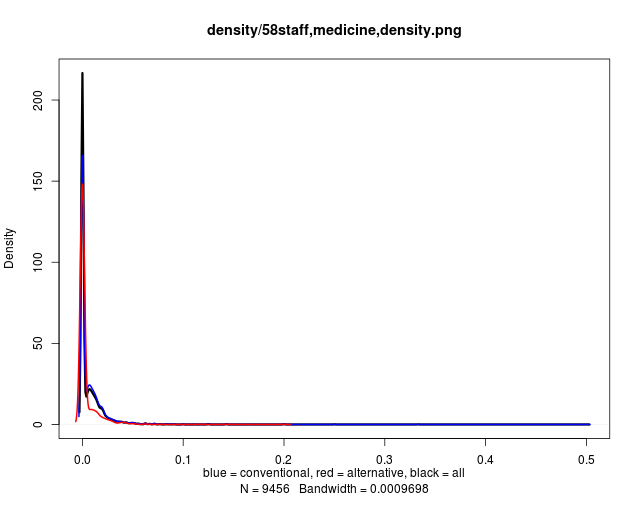 density/58staff,medicine,density.png
Density
200
150
100
50
0
0.0 0.1 0.2 0.3 0.4 0.5
blue = conventional, red = alternative, black = all
N = 9456 Bandwidth = 0.0009698